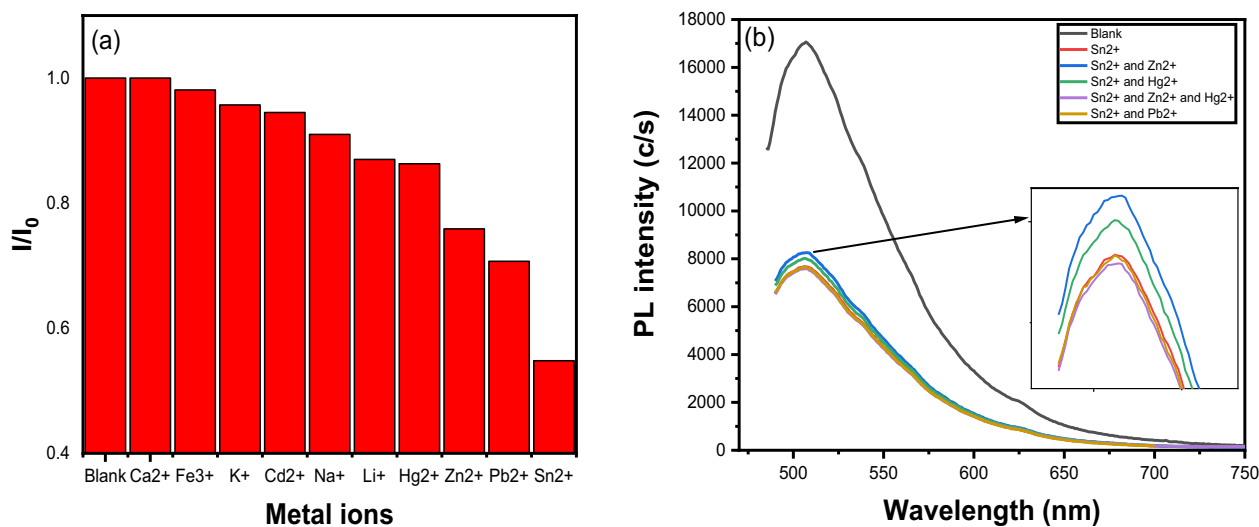 (a)
I/I0
1.0
0.8
0.6
0.4
Blank Ca2+ Fe3+ K+ Cd2+ Na+ Li+ Hg2+ Zn2+ Pb2+ Sn2+
Metal ions
(b)
PL intensity (c/s)
18000
16000
14000
12000
10000
8000
6000
4000
2000
0
Blank
Sn2+
Sn2+ and Zn2+
Sn2+ and Hg2+
Sn2+ and Zn2+ and Hg2+
Sn2+ and Pb2+
500 550 600 650 700 750
Wavelength (nm)